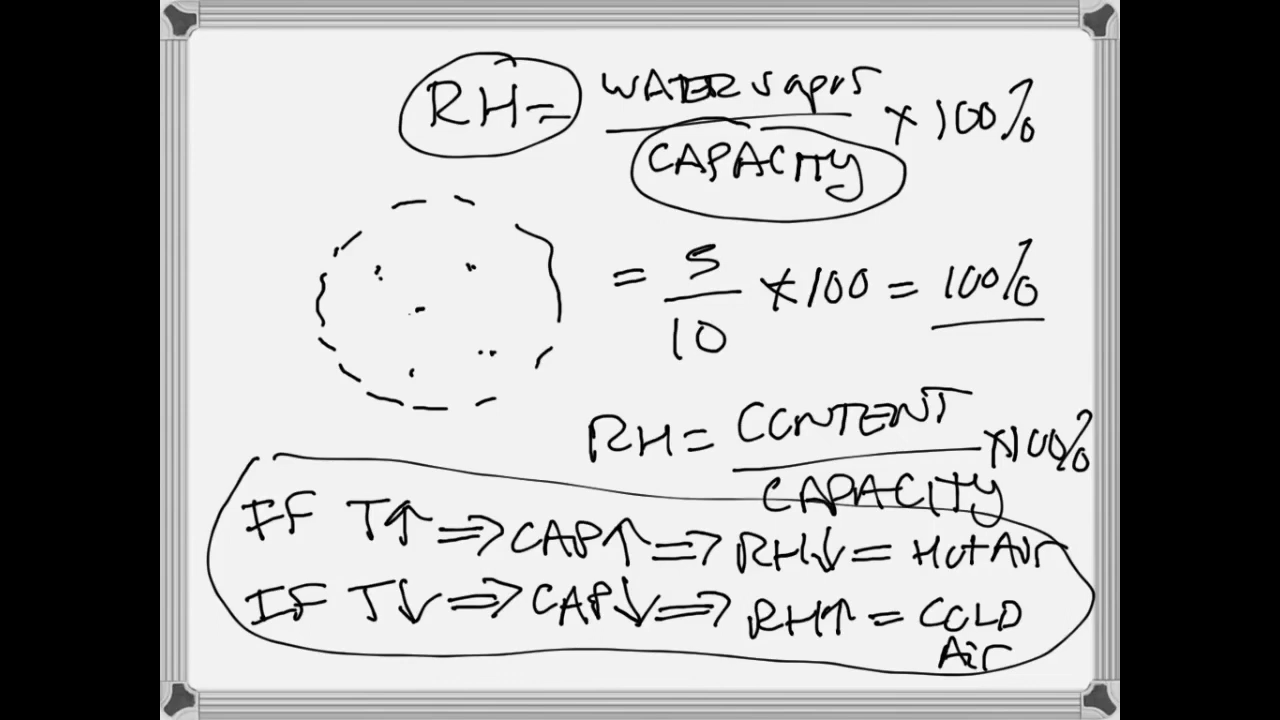 RH = WATER vapor / CAPACITY × 100%
= 5/10 × 100 = 100%
RH = CONTENT / CAPACITY × 100%
IF T↑ ⇒ CAP↑ ⇒ RH↓ = Hot Air
IF T↓ ⇒ CAP↓ ⇒ RH↑ = COLD
Air